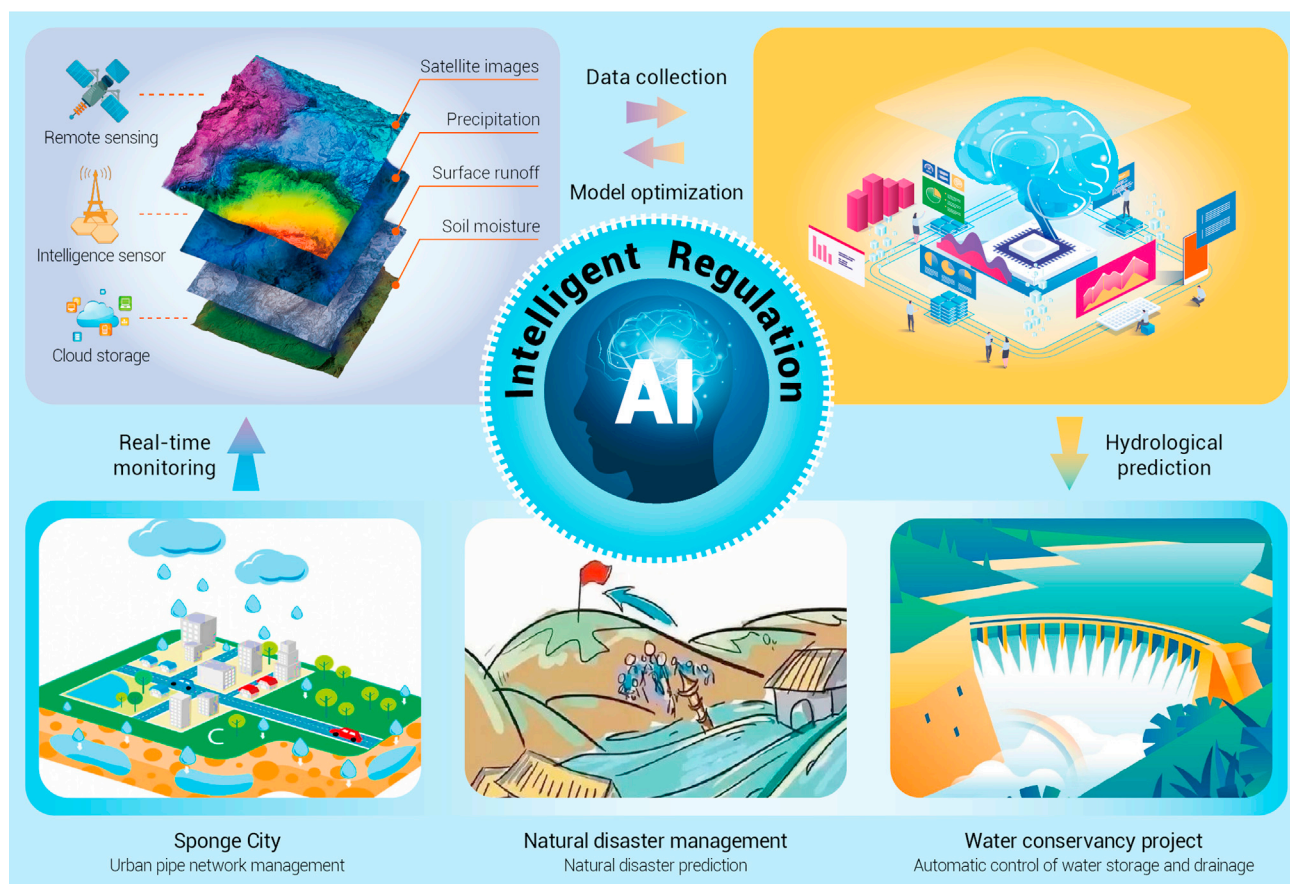 Remote sensing
Intelligence sensor
Cloud storage
Satellite images
Precipitation
Surface runoff
Soil moisture
Data collection
Model optimization
Intelligent Regulation
AI
Real-time
monitoring
Hydrological
prediction
Sponge City
Urban pipe network management
Natural disaster management
Natural disaster prediction
Water conservancy project
Automatic control of water storage and drainage